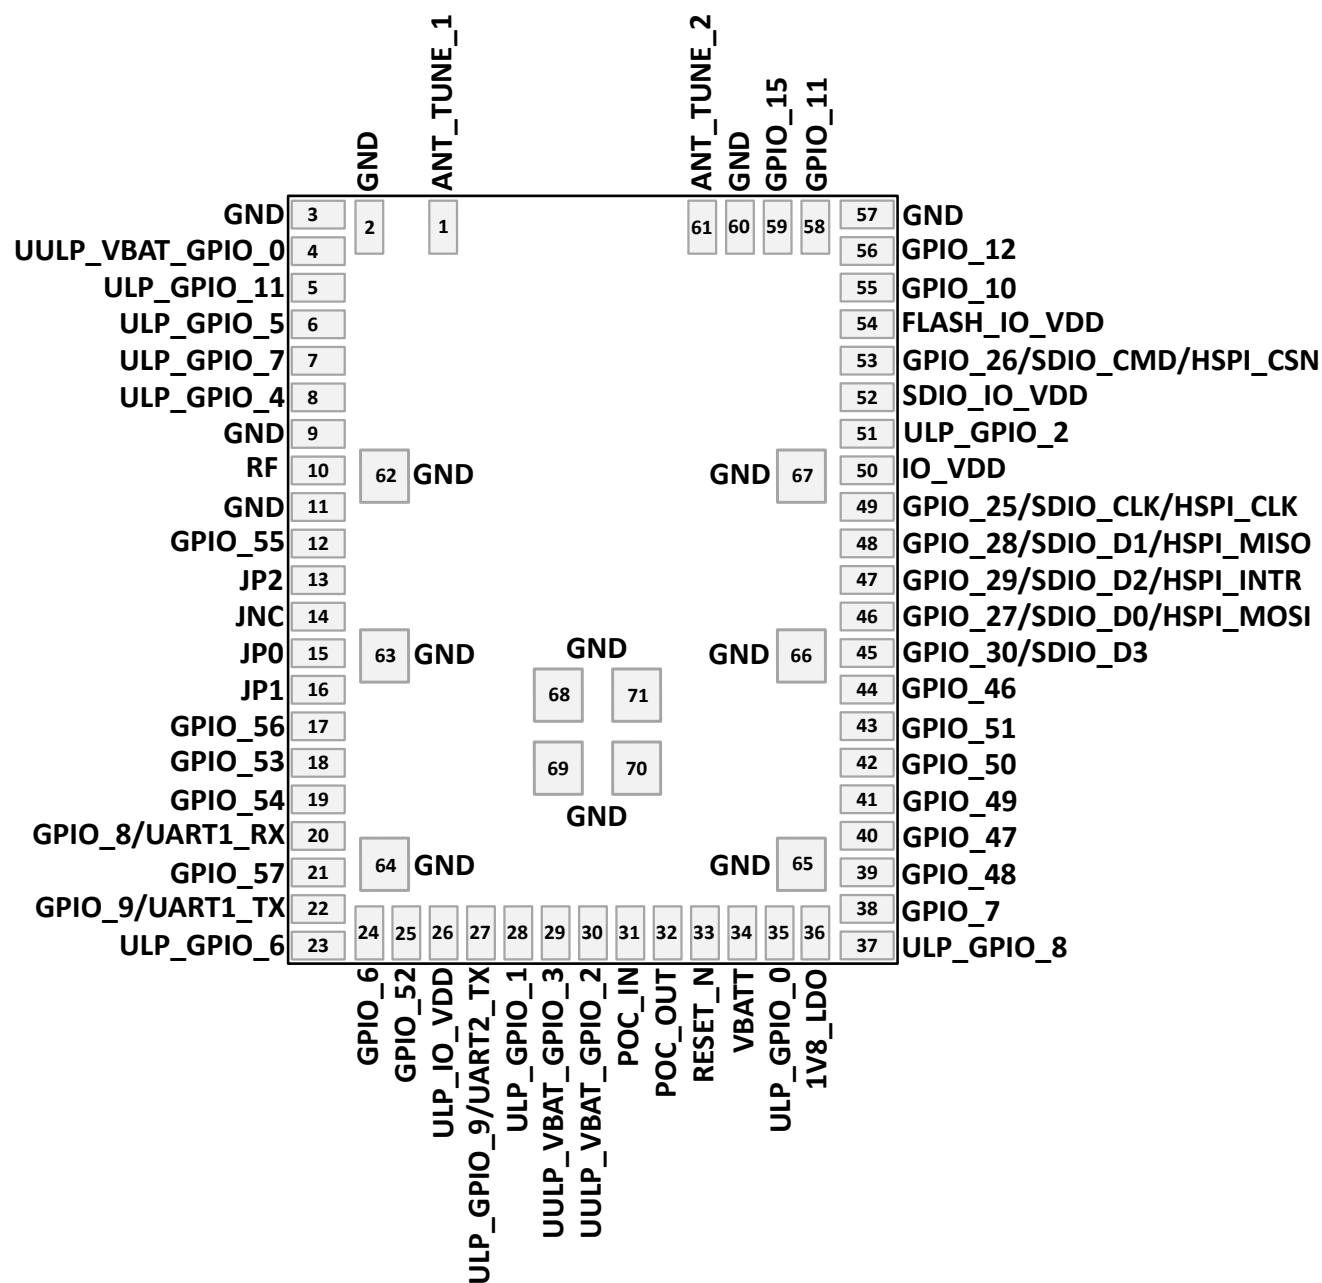 ANT_TUNE_1
ANT_TUNE_2
GND
GND
GPIO_15
GPIO_11
2
1
61
60
59
58
GND 3
57 GND
UULP_VBAT_GPIO_0 4
56 GPIO_12
ULP_GPIO_11 5
55 GPIO_10
ULP_GPIO_5 6
54 FLASH_IO_VDD
ULP_GPIO_7 7
53 GPIO_26/SDIO_CMD/HSPI_CSN
ULP_GPIO_4 8
52 SDIO_IO_VDD
GND 9
51 ULP_GPIO_2
RF 10
62 GND
GND 67
50 IO_VDD
GND 11
49 GPIO_25/SDIO_CLK/HSPI_CLK
GPIO_55 12
48 GPIO_28/SDIO_D1/HSPI_MISO
JP2 13
47 GPIO_29/SDIO_D2/HSPI_INTR
JNC 14
46 GPIO_27/SDIO_D0/HSPI_MOSI
JP0 15
63 GND
GND
GND 66
45 GPIO_30/SDIO_D3
JP1 16
68
71
44 GPIO_46
GPIO_56 17
43 GPIO_51
GPIO_53 18
69
70
42 GPIO_50
GPIO_54 19
GND
41 GPIO_49
GPIO_8/UART1_RX 20
40 GPIO_47
GPIO_57 21
64 GND
GND 65
39 GPIO_48
GPIO_9/UART1_TX 22
38 GPIO_7
ULP_GPIO_6 23
37 ULP_GPIO_8
24
25
26
27
28
29
30
31
32
33
34
35
36
GPIO_6
GPIO_52
ULP_IO_VDD
ULP_GPIO_9/UART2_TX
ULP_GPIO_1
UULP_VBAT_GPIO_3
UULP_VBAT_GPIO_2
POC_IN
POC_OUT
RESET_N
VBATT
ULP_GPIO_0
1V8_LDO